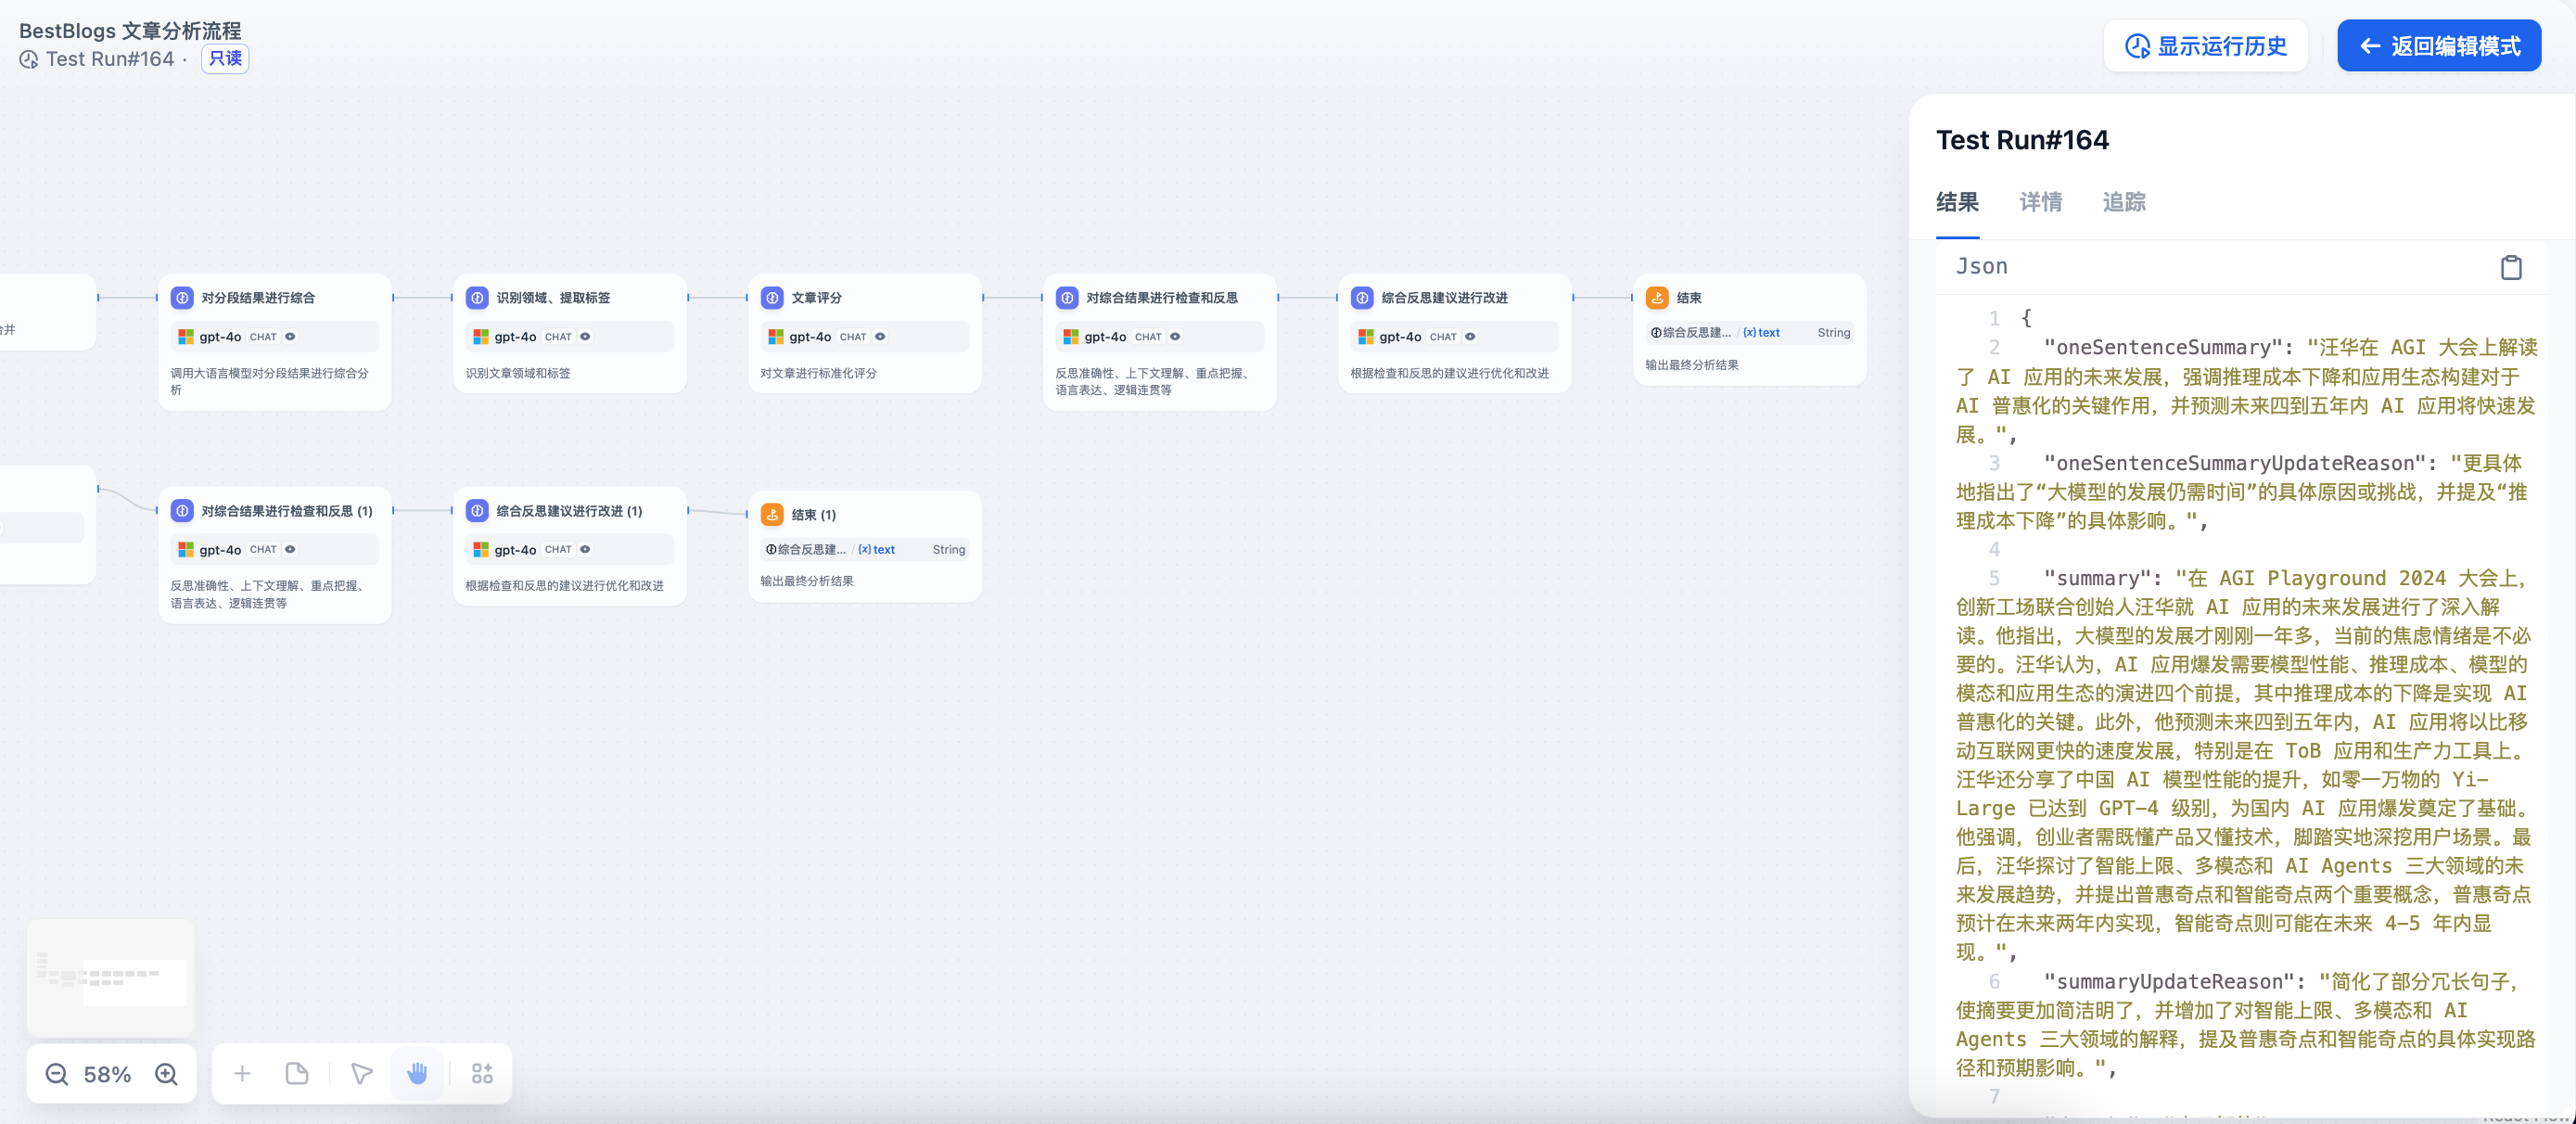 BestBlogs 文章分析流程
Test Run#164 · 只读
显示运行历史
返回编辑模式
并
对分段结果进行综合
gpt-4o CHAT
调用大语言模型对分段结果进行综合分
析
识别领域、提取标签
gpt-4o CHAT
识别文章领域和标签
文章评分
gpt-4o CHAT
对文章进行标准化评分
对综合结果进行检查和反思
gpt-4o CHAT
反思准确性、上下文理解、重点把握、
语言表达、逻辑连贯等
综合反思建议进行改进
gpt-4o CHAT
根据检查和反思的建议进行优化和改进
结束
综合反思建... / {x} text String
输出最终分析结果
对综合结果进行检查和反思 (1)
gpt-4o CHAT
反思准确性、上下文理解、重点把握、
语言表达、逻辑连贯等
综合反思建议进行改进 (1)
gpt-4o CHAT
根据检查和反思的建议进行优化和改进
结束 (1)
综合反思建... / {x} text String
输出最终分析结果
58%
Test Run#164
结果 详情 追踪
Json
1 {
2 "oneSentenceSummary": "汪华在 AGI 大会上解读
了 AI 应用的未来发展，强调推理成本下降和应用生态构建对于
AI 普惠化的关键作用，并预测未来四到五年内 AI 应用将快速发
展。",
3 "oneSentenceSummaryUpdateReason": "更具体
地指出了“大模型的发展仍需时间”的具体原因或挑战，并提及“推
理成本下降”的具体影响。",
4
5 "summary": "在 AGI Playground 2024 大会上，
创新工场联合创始人汪华就 AI 应用的未来发展进行了深入解
读。他指出，大模型的发展才刚刚一年多，当前的焦虑情绪是不必
要的。汪华认为，AI 应用爆发需要模型性能、推理成本、模型的
模态和应用生态的演进四个前提，其中推理成本的下降是实现 AI
普惠化的关键。此外，他预测未来四到五年内，AI 应用将以比移
动互联网更快的速度发展，特别是在 ToB 应用和生产力工具上。
汪华还分享了中国 AI 模型性能的提升，如零一万物的 Yi-
Large 已达到 GPT-4 级别，为国内 AI 应用爆发奠定了基础。
他强调，创业者需既懂产品又懂技术，脚踏实地深挖用户场景。最
后，汪华探讨了智能上限、多模态和 AI Agents 三大领域的未
来发展趋势，并提出普惠奇点和智能奇点两个重要概念，普惠奇点
预计在未来两年内实现，智能奇点则可能在未来 4-5 年内显
现。",
6 "summaryUpdateReason": "简化了部分冗长句子，
使摘要更加简洁明了，并增加了对智能上限、多模态和 AI
Agents 三大领域的解释，提及普惠奇点和智能奇点的具体实现路
径和预期影响。",
7